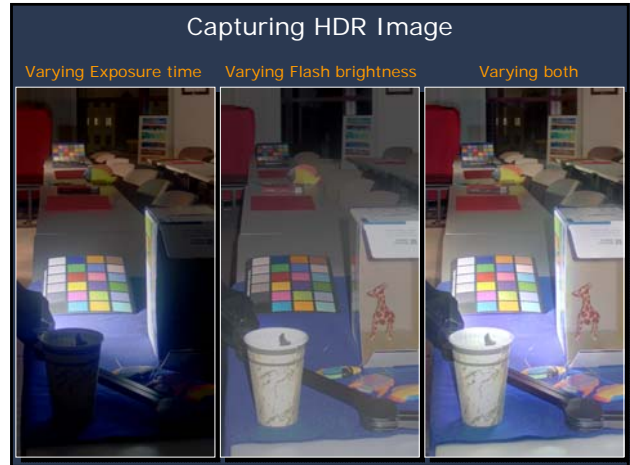 Capturing HDR Image
Varying Exposure time
Varying Flash brightness
Varying both